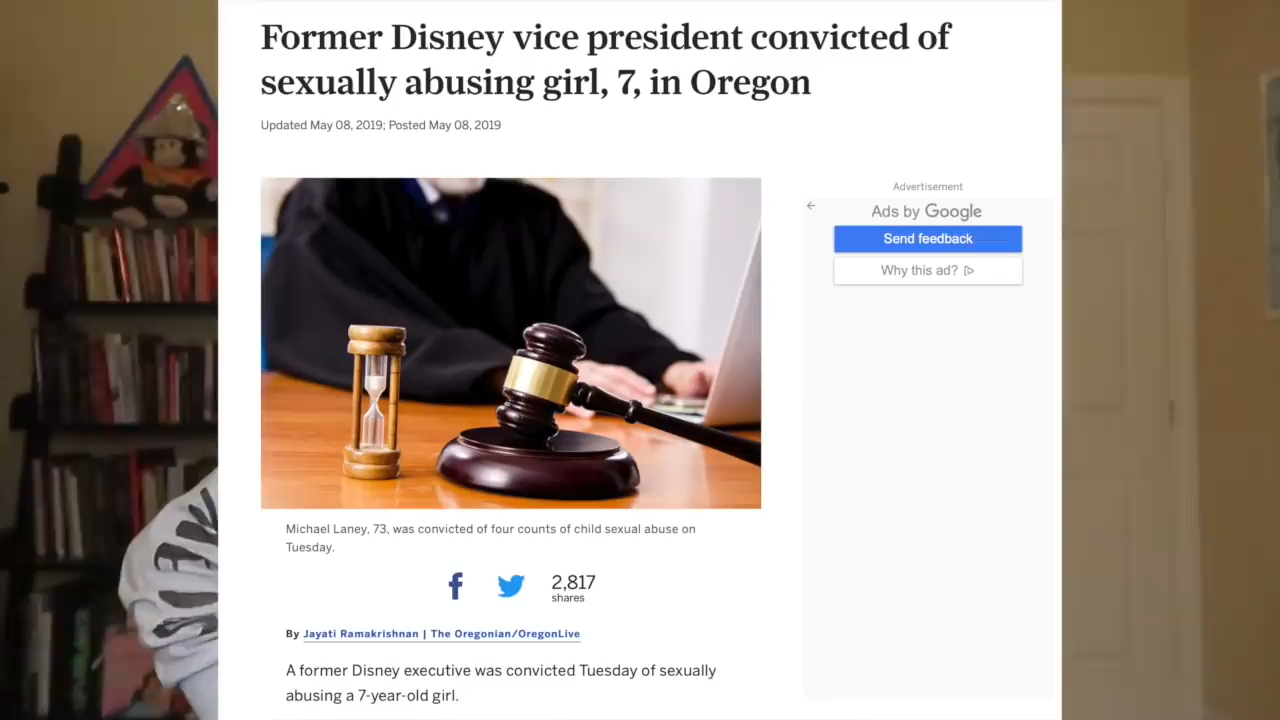 Former Disney vice president convicted of
sexually abusing girl, 7, in Oregon
Updated May 08, 2019; Posted May 08, 2019
Advertisement
Ads by Google
Send feedback
Why this ad?
Michael Laney, 73, was convicted of four counts of child sexual abuse on
Tuesday.
2,817
shares
By Jayati Ramakrishnan | The Oregonian/OregonLive
A former Disney executive was convicted Tuesday of sexually
abusing a 7-year-old girl.